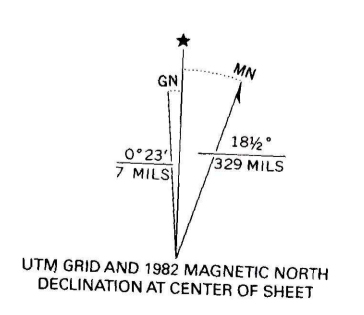 ★
GN
MN
0°23′
7 MILS
18½°
329 MILS
UTM GRID AND 1982 MAGNETIC NORTH
DECLINATION AT CENTER OF SHEET